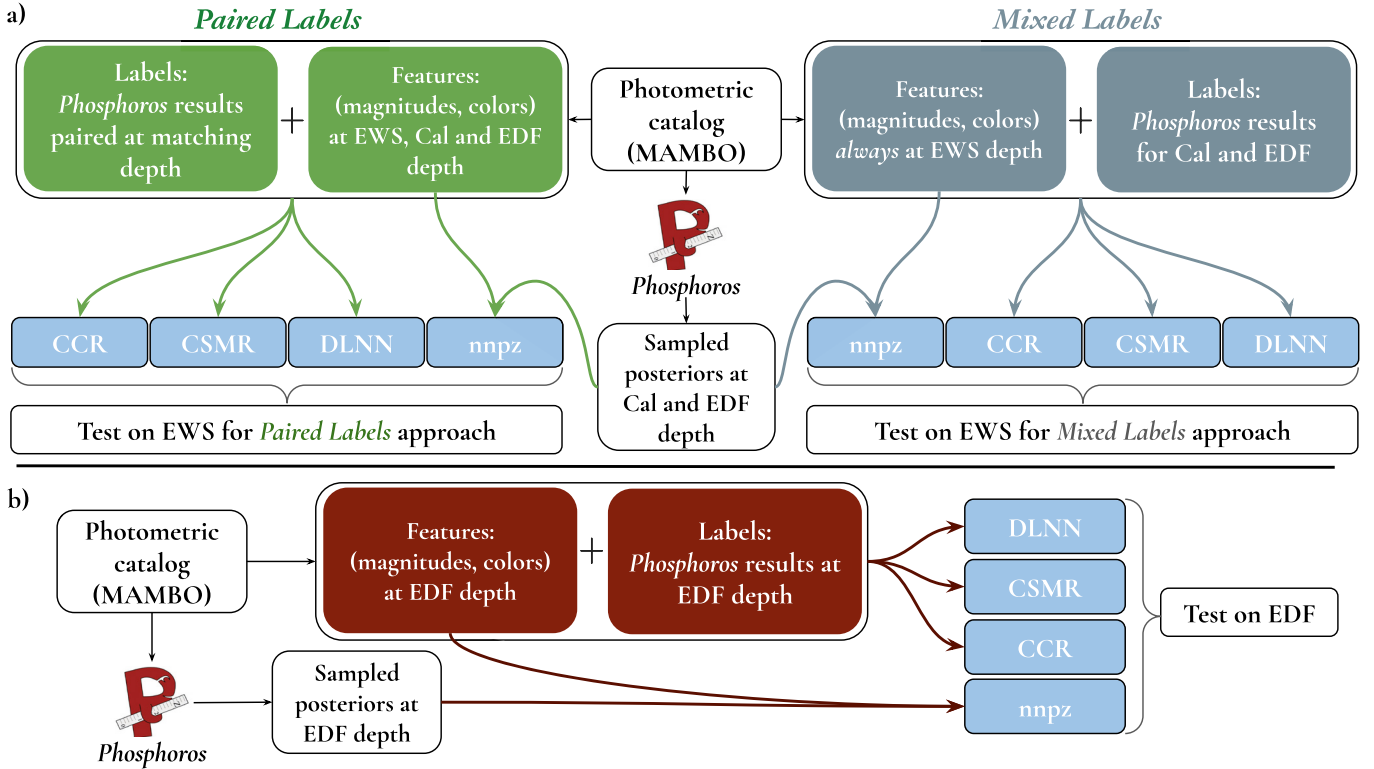 a)
Paired Labels
Mixed Labels
Labels:
Phosphoros results
paired at matching
depth
+
Features:
(magnitudes, colors)
at EWS, Cal and EDF
depth
Photometric
catalog
(MAMBO)
Features:
(magnitudes, colors)
always at EWS depth
+
Labels:
Phosphoros results
for Cal and EDF
Phosphoros
CCR
CSMR
DLNN
nnpz
Sampled
posteriors at
Cal and EDF
depth
nnpz
CCR
CSMR
DLNN
Test on EWS for Paired Labels approach
Test on EWS for Mixed Labels approach
b)
Photometric
catalog
(MAMBO)
Features:
(magnitudes, colors)
at EDF depth
+
Labels:
Phosphoros results at
EDF depth
DLNN
CSMR
CCR
nnpz
Test on EDF
Phosphoros
Sampled
posteriors at
EDF depth